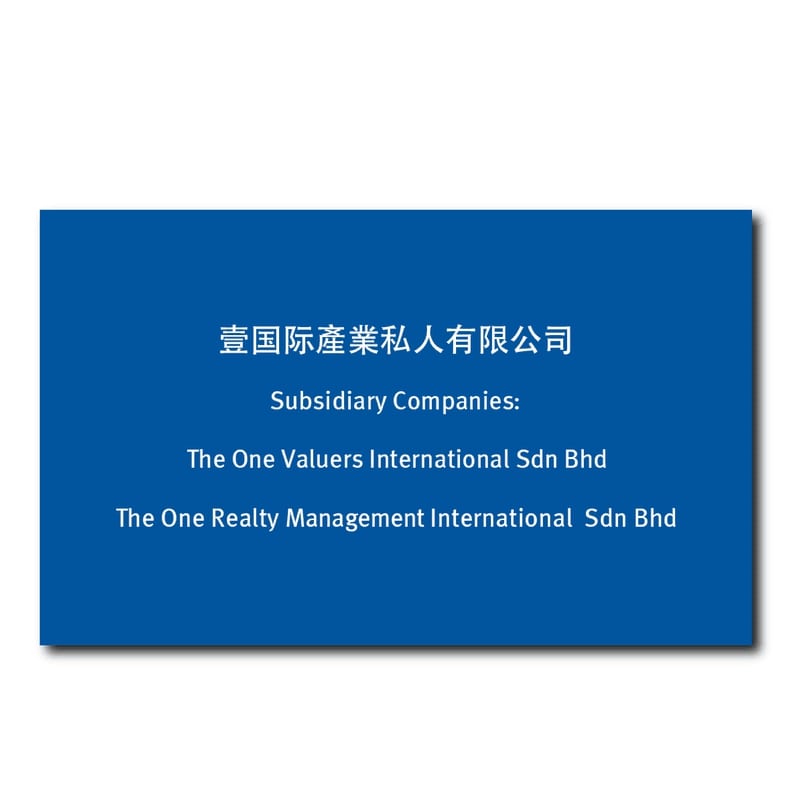 壹国际產業私人有限公司
Subsidiary Companies:
The One Valuers International Sdn Bhd
The One Realty Management International  Sdn Bhd